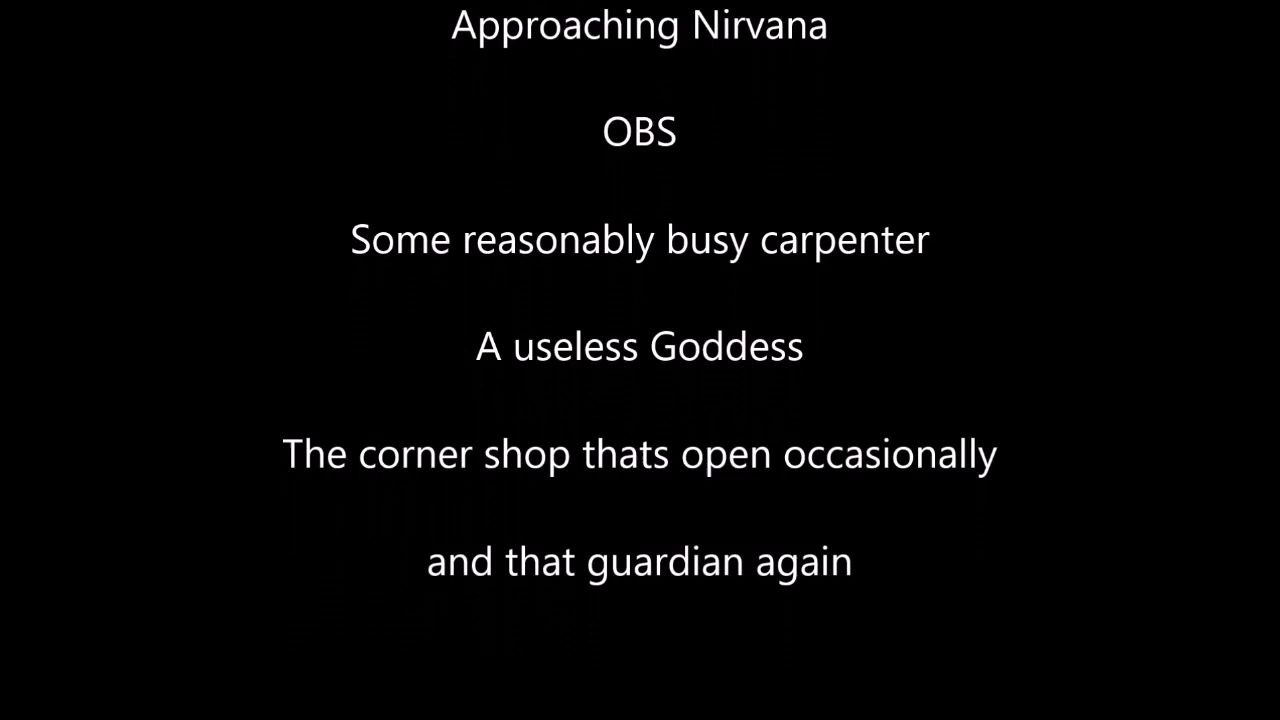 Approaching Nirvana
OBS
Some reasonably busy carpenter
A useless Goddess
The corner shop thats open occasionally
and that guardian again